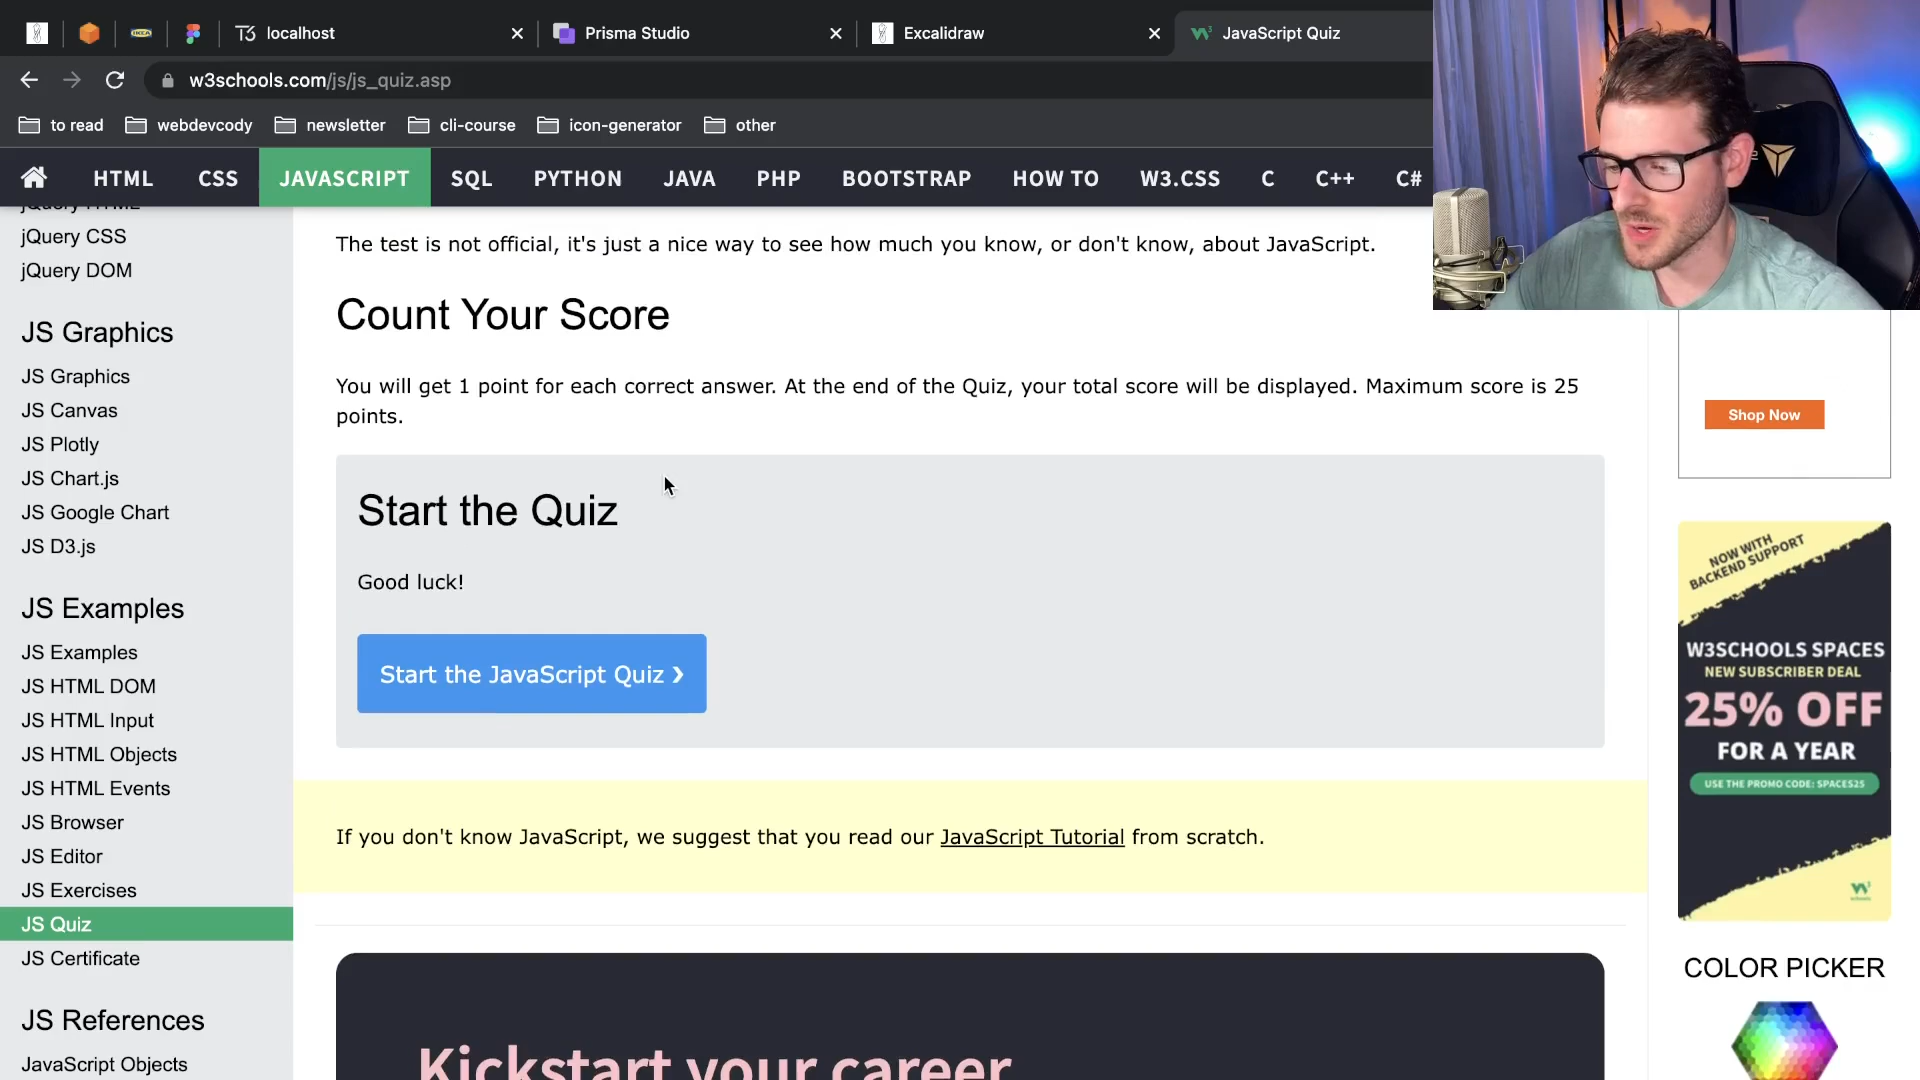 localhost
Prisma Studio
Excalidraw
JavaScript Quiz
w3schools.com/js/js_quiz.asp
to read
webdevcody
newsletter
cli-course
icon-generator
other
HTML
CSS
JAVASCRIPT
SQL
PYTHON
JAVA
PHP
BOOTSTRAP
HOW TO
W3.CSS
C
C++
C#
jQuery HTML
jQuery CSS
jQuery DOM
JS Graphics
JS Graphics
JS Canvas
JS Plotly
JS Chart.js
JS Google Chart
JS D3.js
JS Examples
JS Examples
JS HTML DOM
JS HTML Input
JS HTML Objects
JS HTML Events
JS Browser
JS Editor
JS Exercises
JS Quiz
JS Certificate
JS References
JavaScript Objects
The test is not official, it's just a nice way to see how much you know, or don't know, about JavaScript.
Count Your Score
You will get 1 point for each correct answer. At the end of the Quiz, your total score will be displayed. Maximum score is 25
points.
Start the Quiz
Good luck!
Start the JavaScript Quiz ❯
If you don't know JavaScript, we suggest that you read our JavaScript Tutorial from scratch.
Kickstart your career
Shop Now
NOW WITH
BACKEND SUPPORT
W3SCHOOLS SPACES
NEW SUBSCRIBER DEAL
25% OFF
FOR A YEAR
USE THE PROMO CODE: SPACES25
COLOR PICKER